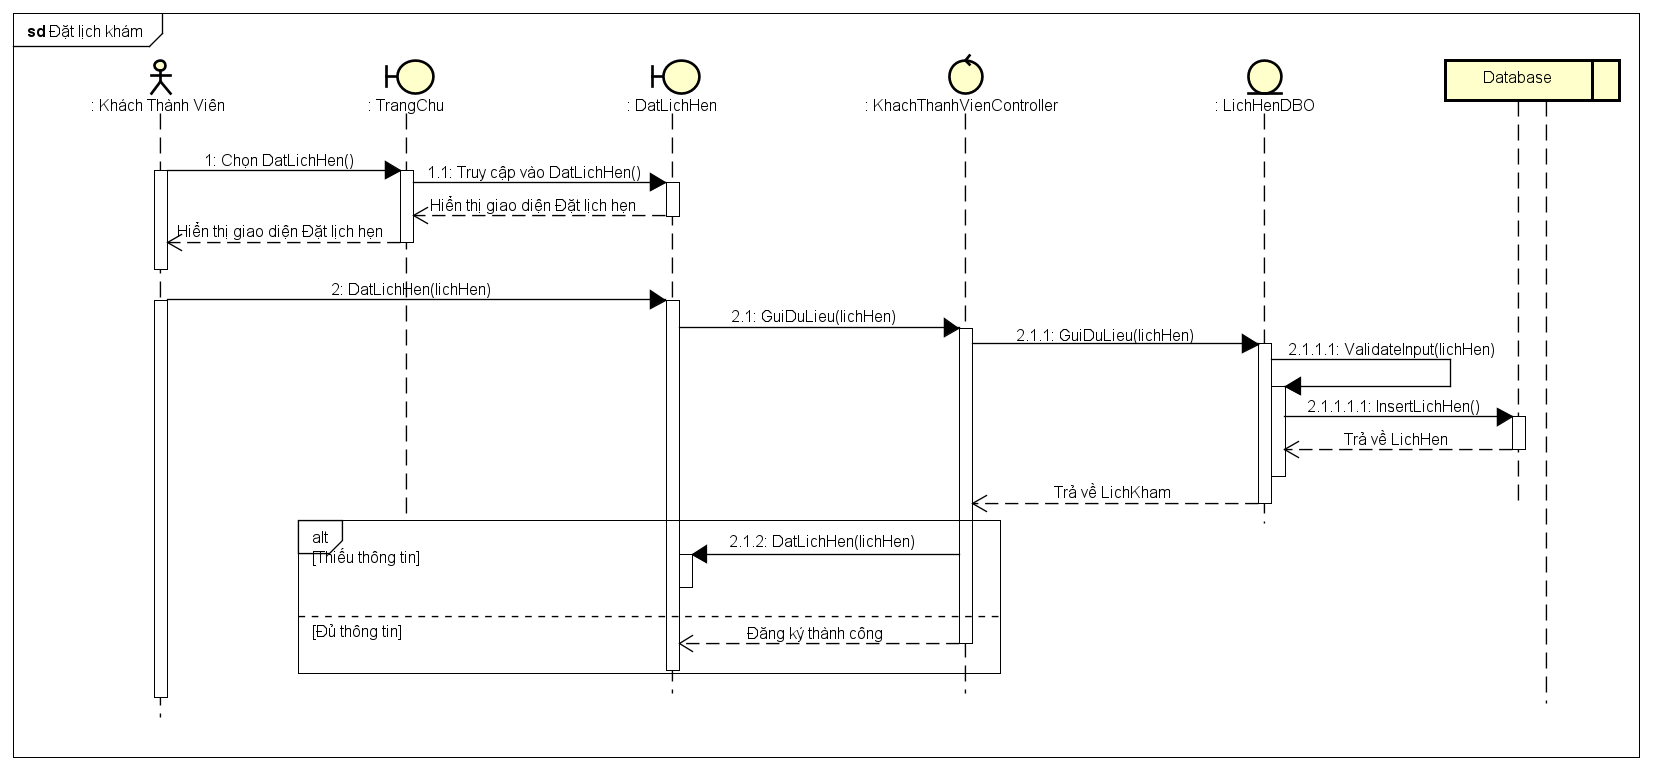 sd Đặt lịch khám
: Khách Thành Viên
: TrangChu
: DatLichHen
: KhachThanhVienController
: LichHenDBO
Database
1: Chọn DatLichHen()
1.1: Truy cập vào DatLichHen()
Hiển thị giao diện Đặt lịch hẹn
Hiển thị giao diện Đặt lịch hẹn
2: DatLichHen(lichHen)
2.1: GuiDuLieu(lichHen)
2.1.1: GuiDuLieu(lichHen)
2.1.1.1: ValidateInput(lichHen)
2.1.1.1.1: InsertLichHen()
Trả về LichHen
Trả về LichKham
alt
[Thiếu thông tin]
2.1.2: DatLichHen(lichHen)
[Đủ thông tin]
Đăng ký thành công